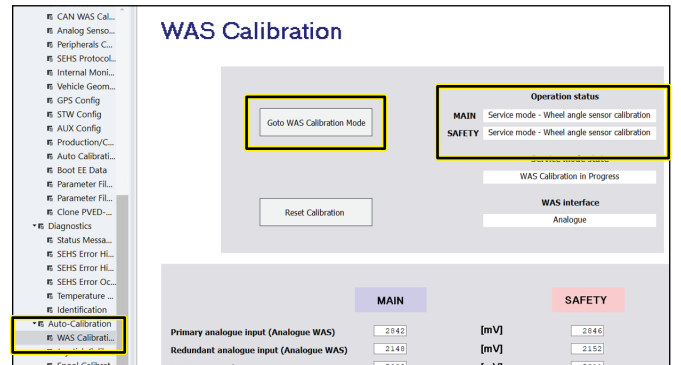 CAN WAS Cal...
Analog Senso...
Peripherals C...
SEHS Protocol...
Internal Moni...
Vehicle Geom...
GPS Config
STW Config
AUX Config
Production/C...
Auto Calibrati...
Boot EE Data
Parameter Fil...
Parameter Fil...
Clone PVED-...
Diagnostics
Status Messa...
SEHS Error Hi...
SEHS Error Hi...
SEHS Error Oc...
Temperature ...
Identification
Auto-Calibration
WAS Calibrati...
WAS Calibration
Goto WAS Calibration Mode
Operation status
MAIN Service mode - Wheel angle sensor calibration
SAFETY Service mode - Wheel angle sensor calibration
WAS Calibration in Progress
Reset Calibration
WAS interface
Analogue
MAIN SAFETY
Primary analogue input (Analogue WAS) 2842 [mV] 2846
Redundant analogue input (Analogue WAS) 2148 [mV] 2152